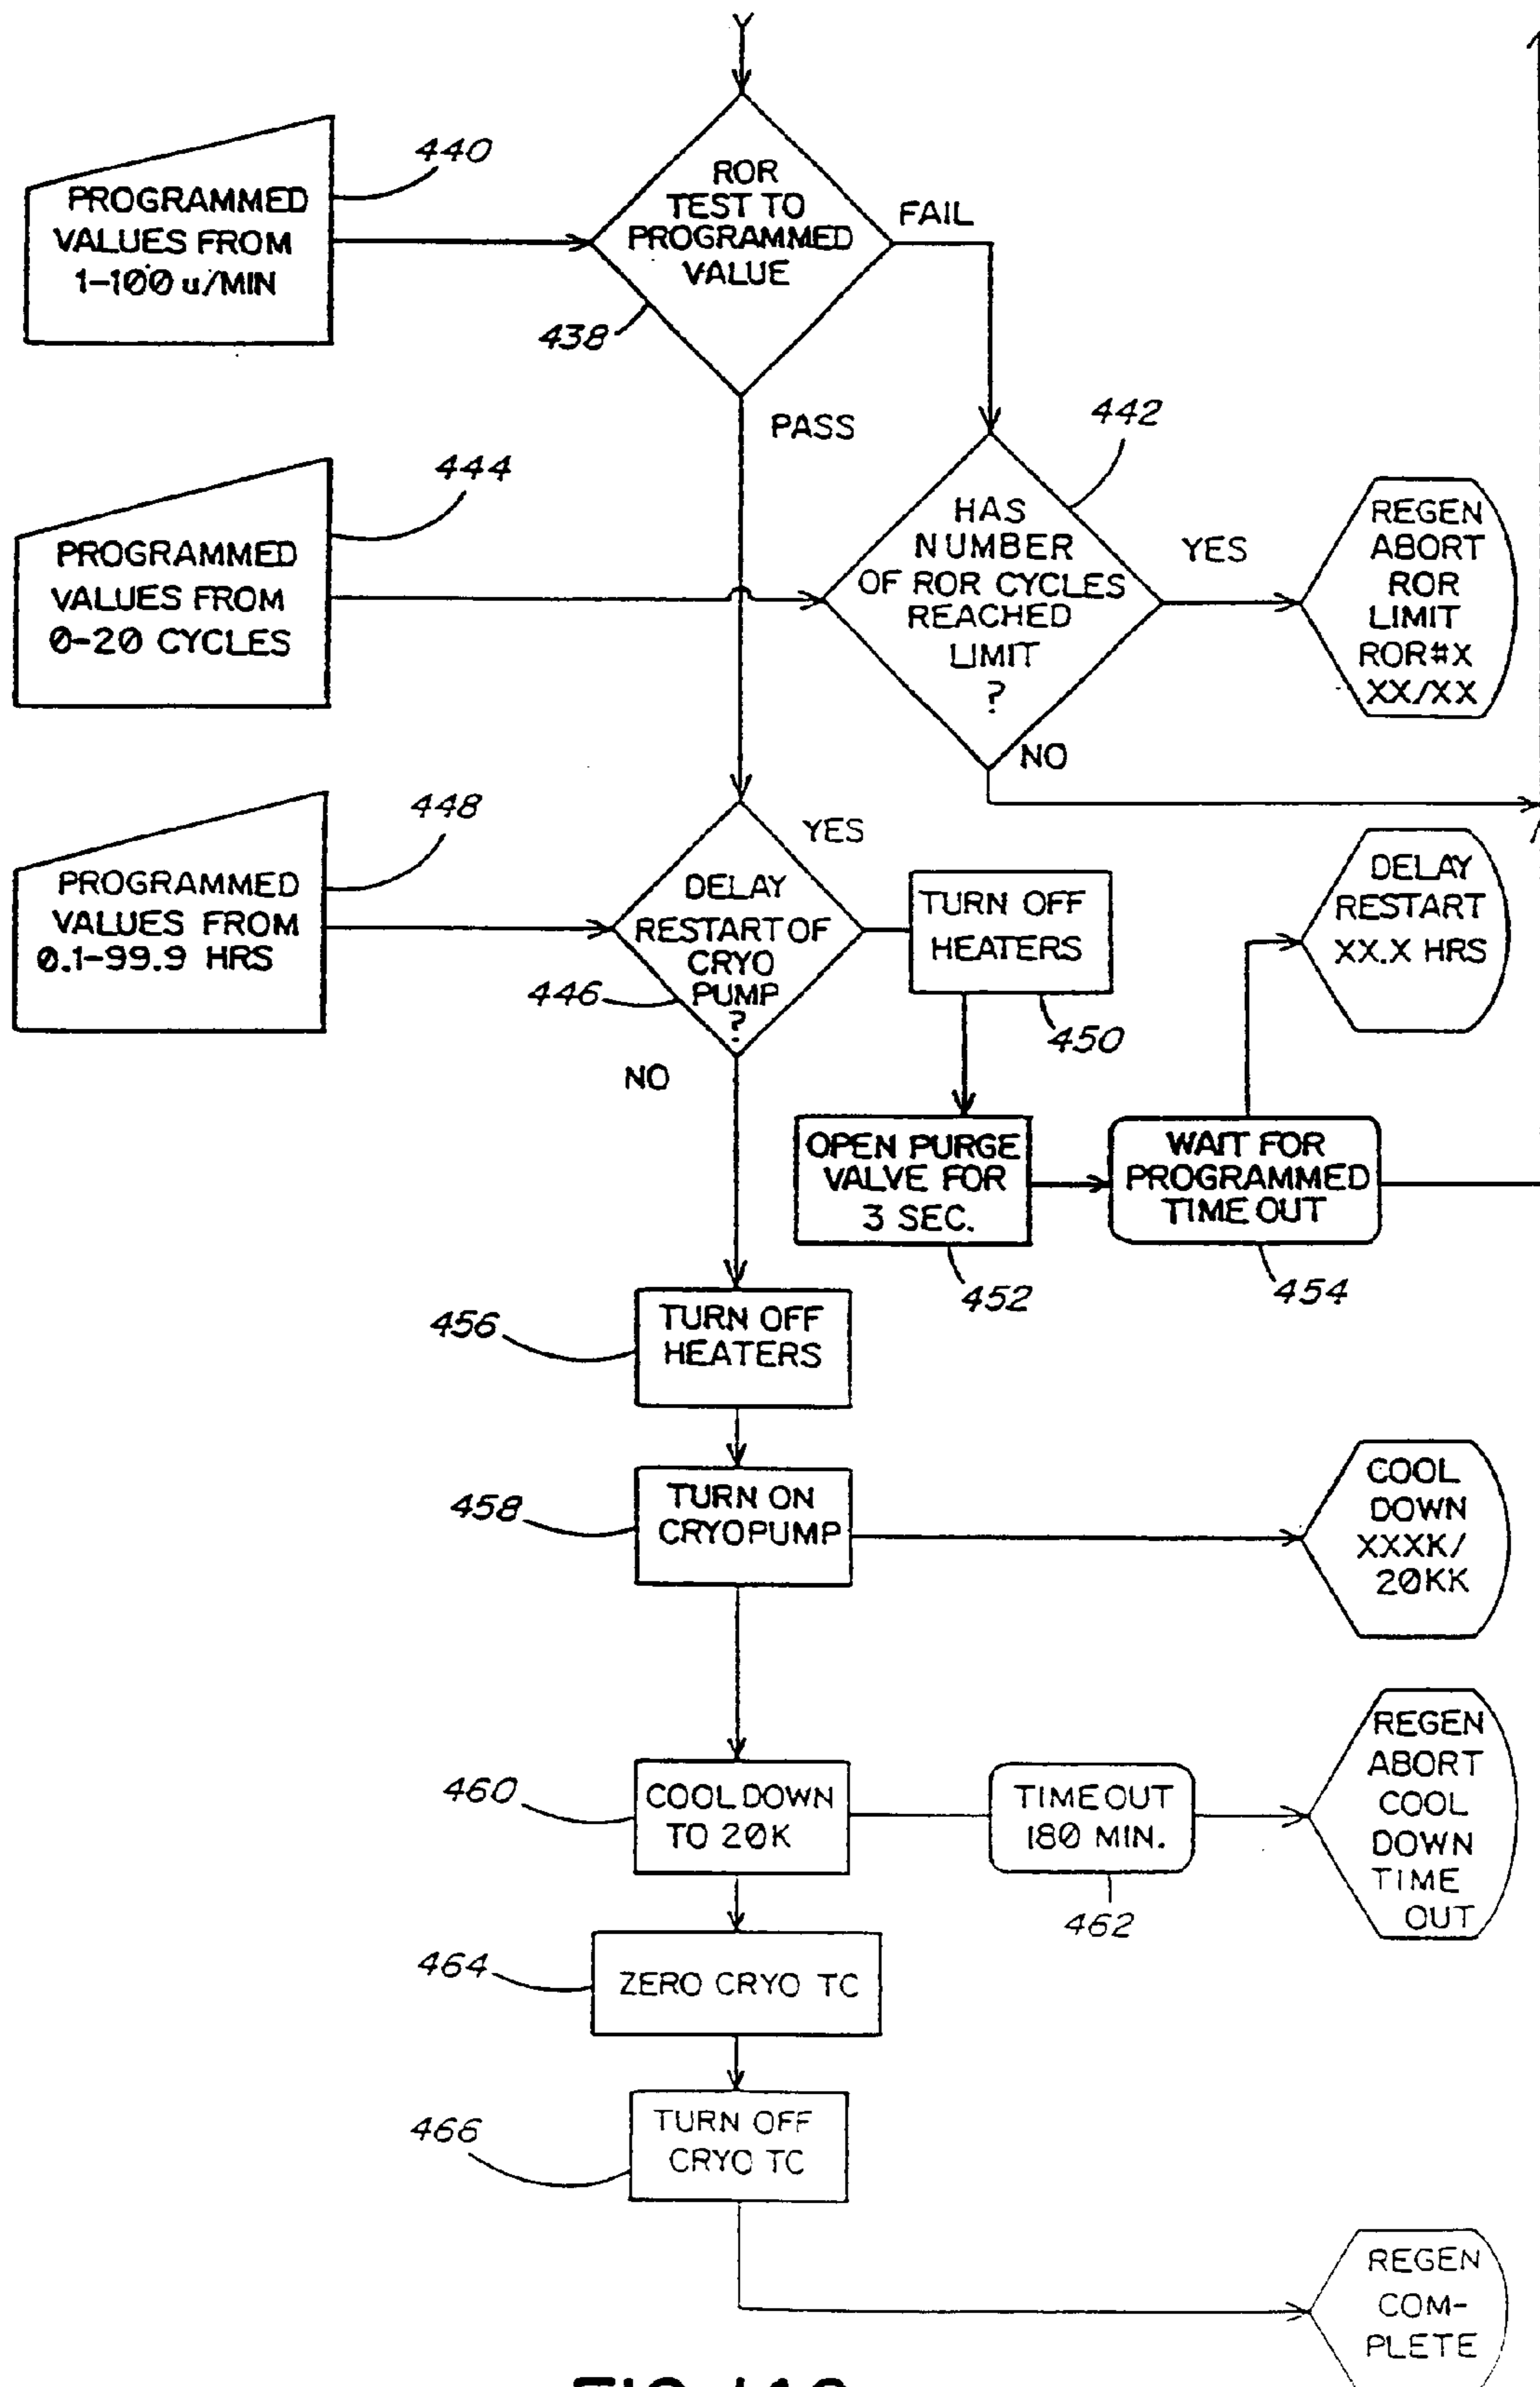 Y
PROGRAMMED
VALUES FROM
1-100 u/MIN
440
ROR
TEST TO
PROGRAMMED
VALUE
438
FAIL
PASS
442
444
PROGRAMMED
VALUES FROM
0-20 CYCLES
HAS
NUMBER
OF ROR CYCLES
REACHED
LIMIT
?
YES
NO
REGEN
ABORT
ROR
LIMIT
ROR#X
XX/XX
448
PROGRAMMED
VALUES FROM
0.1-99.9 HRS
DELAY
RESTART OF
CRYO
PUMP
?
446
YES
NO
TURN OFF
HEATERS
450
DELAY
RESTART
XX.X HRS
OPEN PURGE
VALVE FOR
3 SEC.
452
WAIT FOR
PROGRAMMED
TIME OUT
454
456
TURN OFF
HEATERS
458
TURN ON
CRYOPUMP
COOL
DOWN
XXXK/
20KK
460
COOL DOWN
TO 20K
TIME OUT
180 MIN.
462
REGEN
ABORT
COOL
DOWN
TIME
OUT
464
ZERO CRYO TC
466
TURN OFF
CRYO TC
REGEN
COM-
PLETE